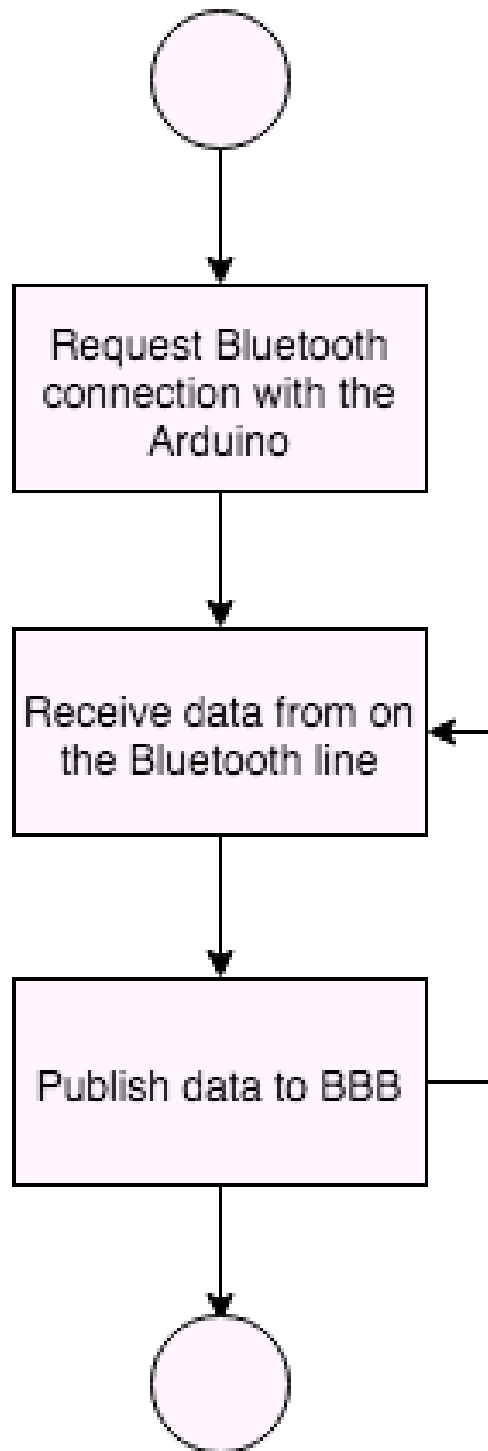 Request Bluetooth
connection with the
Arduino
Receive data from on
the Bluetooth line
Publish data to BBB